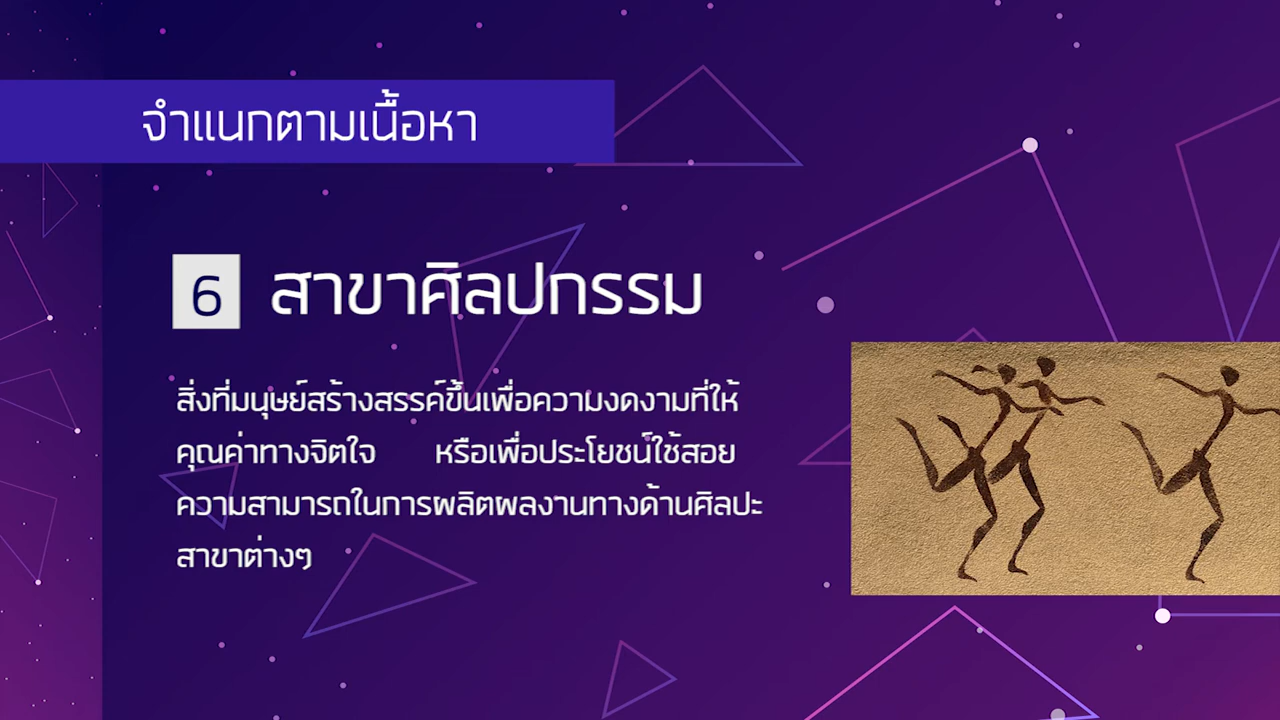 จำแนกตามเนื้อหา
6 สาขาศิลปกรรม
สิ่งที่มนุษย์สร้างสรรค์ขึ้นเพื่อความงดงามที่ให้
คุณค่าทางจิตใจ หรือเพื่อประโยชน์ใช้สอย
ความสามารถในการผลิตผลงานทางด้านศิลปะ
สาขาต่างๆ